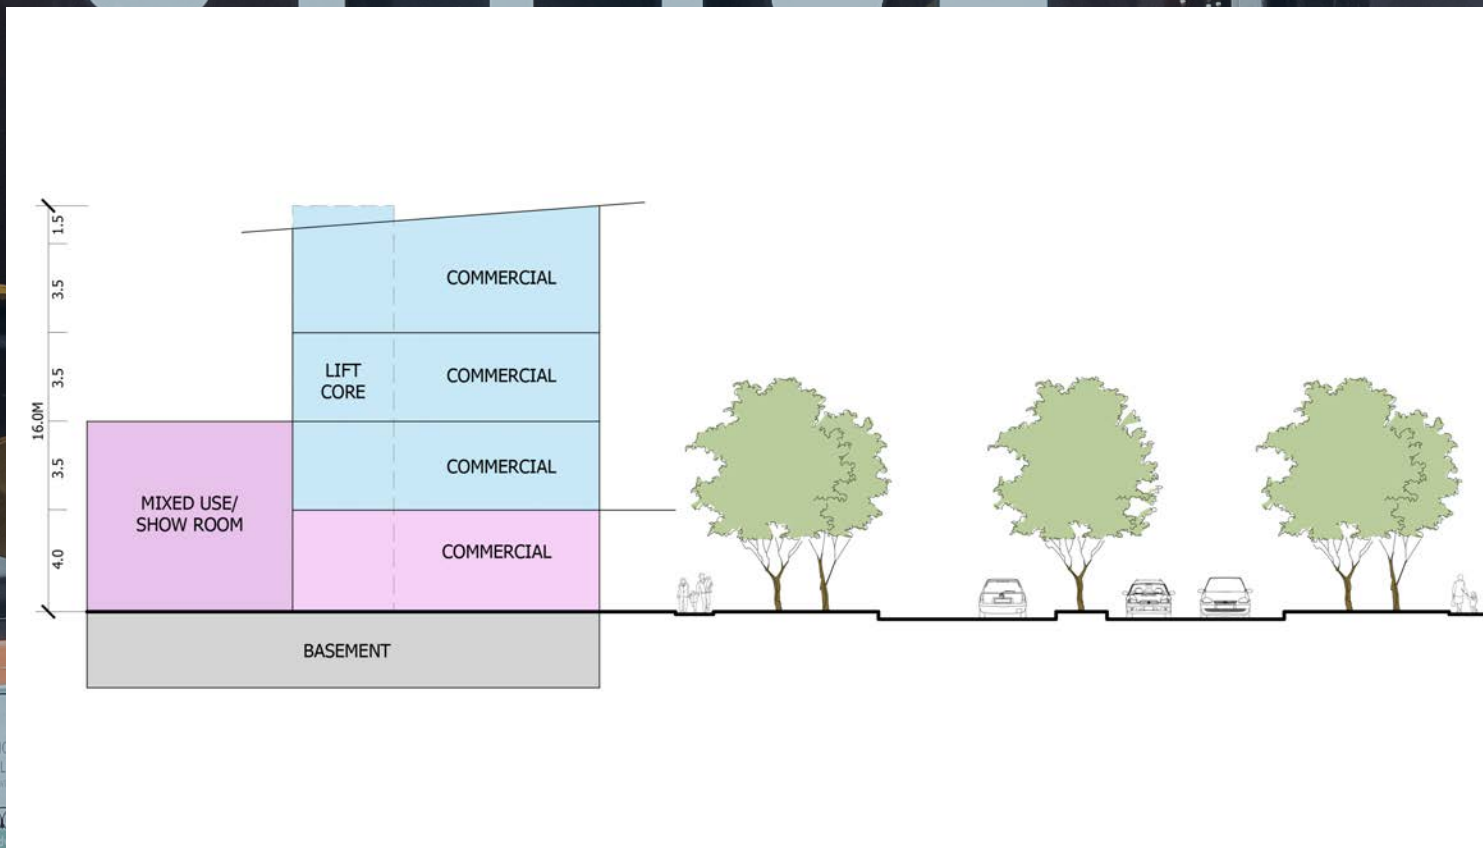 1.5
3.5
3.5
3.5
4.0
16.0M
COMMERCIAL
LIFT
CORE
COMMERCIAL
COMMERCIAL
MIXED USE/
SHOW ROOM
COMMERCIAL
BASEMENT